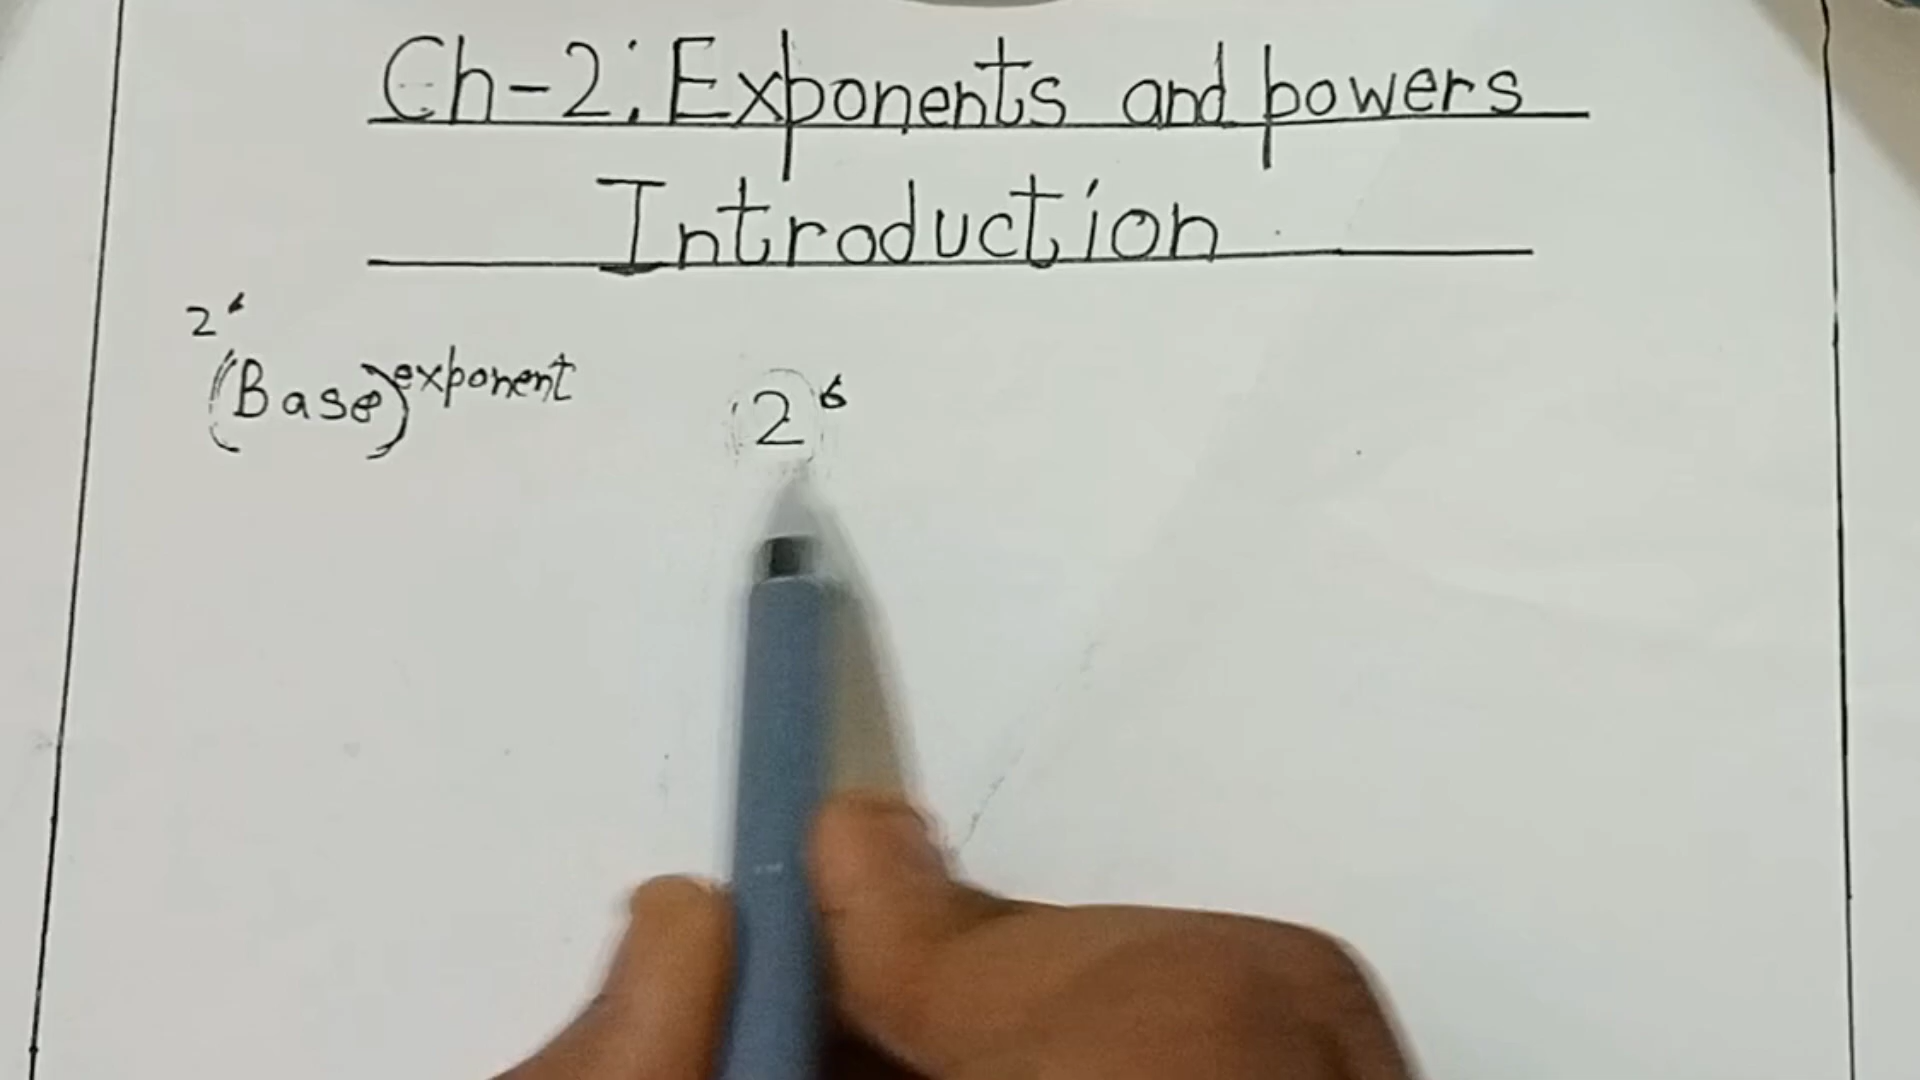 Ch-2: Exponents and powers
Introduction
2⁶
(Base)^exponent 2⁶